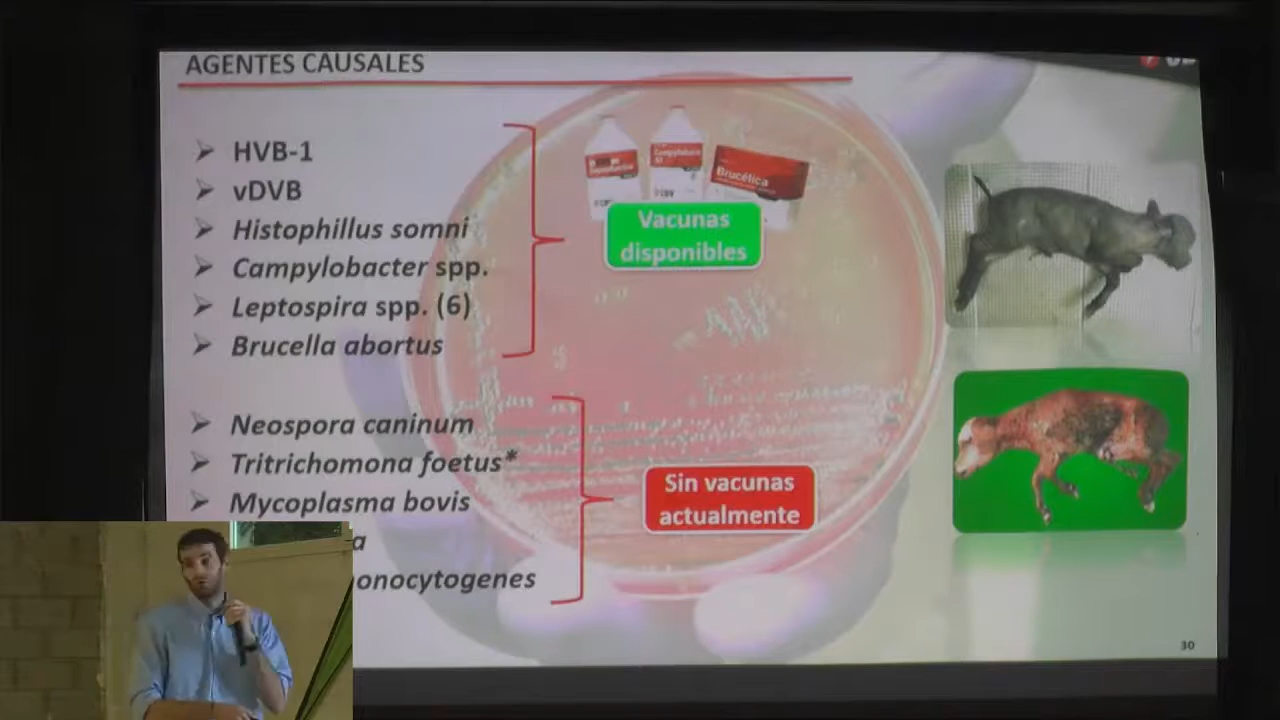 AGENTES CAUSALES
HVB-1
vDVB
Histophillus somni
Campylobacter spp.
Leptospira spp. (6)
Brucella abortus
Brucélica
Vacunas
disponibles
Neospora caninum
Tritrichomona foetus*
Mycoplasma bovis
a
onocytogenes
Sin vacunas
actualmente
30